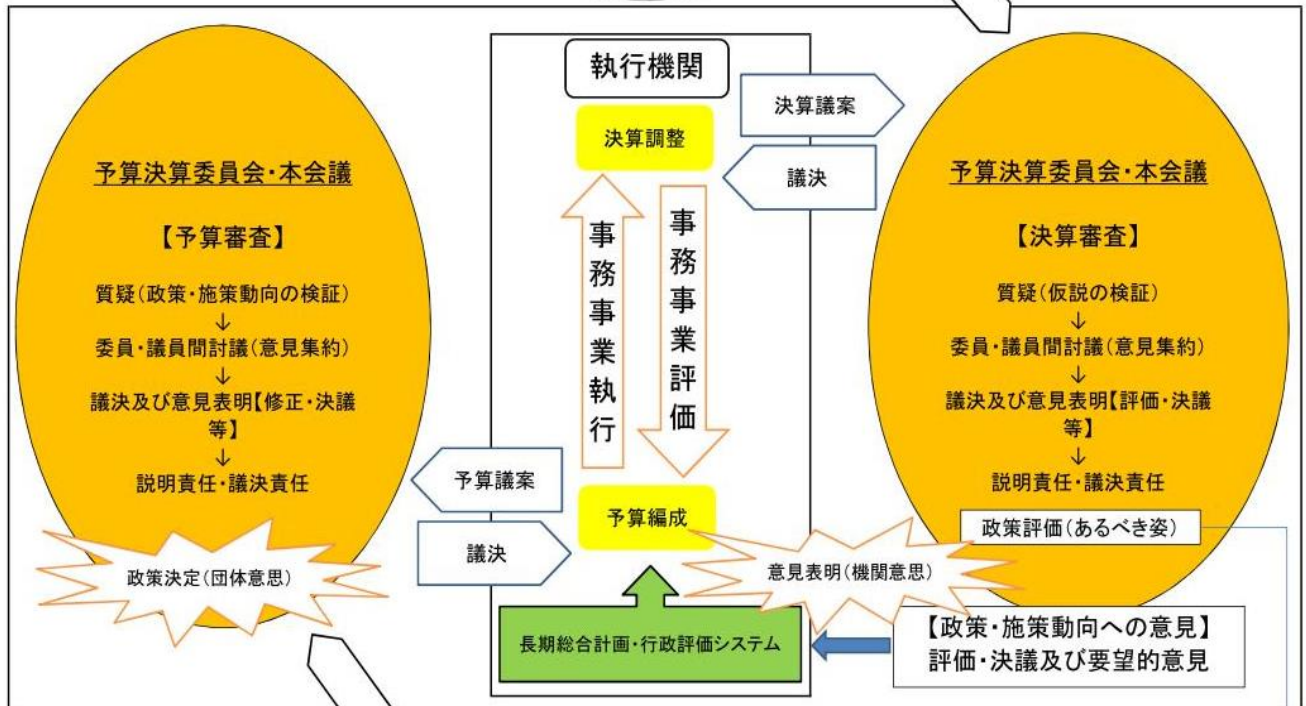 予算決算委員会・本会議
【予算審査】
質疑(政策・施策動向の検証)
↓
委員・議員間討議(意見集約)
↓
議決及び意見表明【修正・決議
等】
↓
説明責任・議決責任
政策決定(団体意思)
執行機関
決算調整
事務事業執行
事務事業評価
予算編成
長期総合計画・行政評価システム
予算議案
議決
決算議案
議決
予算決算委員会・本会議
【決算審査】
質疑(仮説の検証)
↓
委員・議員間討議(意見集約)
↓
議決及び意見表明【評価・決議
等】
↓
説明責任・議決責任
政策評価(あるべき姿)
意見表明(機関意思)
【政策・施策動向への意見】
評価・決議及び要望的意見